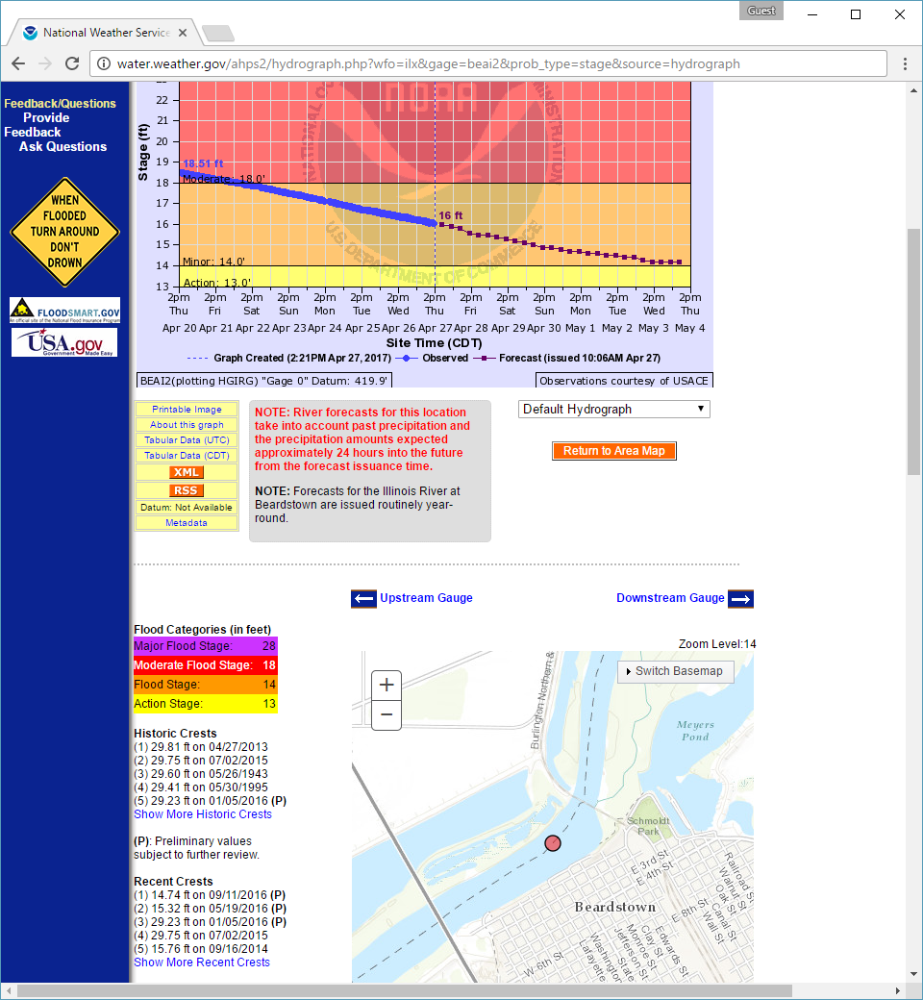 Guest
National Weather Service
water.weather.gov/ahps2/hydrograph.php?wfo=ilx&gage=beai2&prob_type=stage&source=hydrograph
Feedback/Questions
Provide
Feedback
Ask Questions
WHEN
FLOODED
TURN AROUND
DON'T
DROWN
FLOODSMART.GOV
An official site of the National Flood Insurance Program
USA.gov
Government Made Easy
NOAA
NATIONAL
MINISTRATION
U.S. DEPARTMENT OF COMMERCE
Stage (ft)
22
21
20
19
18
17
16
15
14
13
18.51 ft
Moderate: 18.0'
16 ft
Minor: 14.0'
Action: 13.0'
2pm 2pm 2pm 2pm 2pm 2pm 2pm 2pm 2pm 2pm 2pm 2pm 2pm 2pm 2pm
Thu Fri Sat Sun Mon Tue Wed Thu Fri Sat Sun Mon Tue Wed Thu
Apr 20 Apr 21 Apr 22 Apr 23 Apr 24 Apr 25 Apr 26 Apr 27 Apr 28 Apr 29 Apr 30 May 1 May 2 May 3 May 4
Site Time (CDT)
Graph Created (2:21PM Apr 27, 2017) Observed Forecast (issued 10:06AM Apr 27)
BEAI2(plotting HGIRG) "Gage 0" Datum: 419.9' Observations courtesy of USACE
Printable Image
About this graph
Tabular Data (UTC)
Tabular Data (CDT)
XML
RSS
Datum: Not Available
Metadata
NOTE: River forecasts for this location
take into account past precipitation and
the precipitation amounts expected
approximately 24 hours into the future
from the forecast issuance time.
NOTE: Forecasts for the Illinois River at
Beardstown are issued routinely year-
round.
Default Hydrograph
Return to Area Map
Upstream Gauge
Downstream Gauge
Flood Categories (in feet)
Major Flood Stage: 28
Moderate Flood Stage: 18
Flood Stage: 14
Action Stage: 13
Historic Crests
(1) 29.81 ft on 04/27/2013
(2) 29.75 ft on 07/02/2015
(3) 29.60 ft on 05/26/1943
(4) 29.41 ft on 05/30/1995
(5) 29.23 ft on 01/05/2016 (P)
Show More Historic Crests
(P): Preliminary values
subject to further review.
Recent Crests
(1) 14.74 ft on 09/11/2016 (P)
(2) 15.32 ft on 05/19/2016 (P)
(3) 29.23 ft on 01/05/2016 (P)
(4) 29.75 ft on 07/02/2015
(5) 15.76 ft on 09/16/2014
Show More Recent Crests
Zoom Level:14
+
−
Switch Basemap
Burlington Northern &
Meyers
Pond
Schmoldt
Park
E 3rd St
E 4th St
Beardstown
E 8th St
W 6th St
Railroad St
Walnut St
Oak St
Canal St
Wall St
Edwards St
Clay St
Monroe St
Jefferson St
State St
Washington
Lafayette